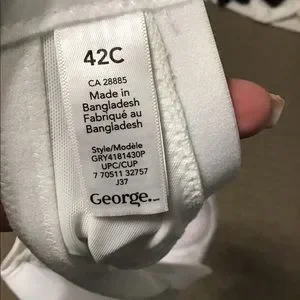 42C
CA 28885
Made in
Bangladesh
Fabriqué au
Bangladesh
Style/Modèle
GRY4181430P
UPC/CUP
7 70511 32757
J37
George.